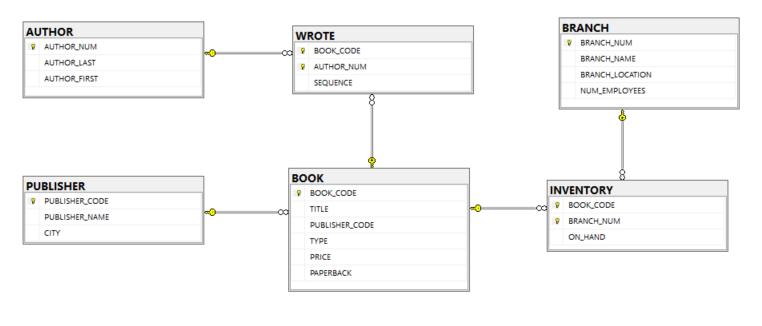 AUTHOR
AUTHOR_NUM
AUTHOR_LAST
AUTHOR_FIRST
WROTE
BOOK_CODE
AUTHOR_NUM
SEQUENCE
BRANCH
BRANCH_NUM
BRANCH_NAME
BRANCH_LOCATION
NUM_EMPLOYEES
PUBLISHER
PUBLISHER_CODE
PUBLISHER_NAME
CITY
BOOK
BOOK_CODE
TITLE
PUBLISHER_CODE
TYPE
PRICE
PAPERBACK
INVENTORY
BOOK_CODE
BRANCH_NUM
ON_HAND